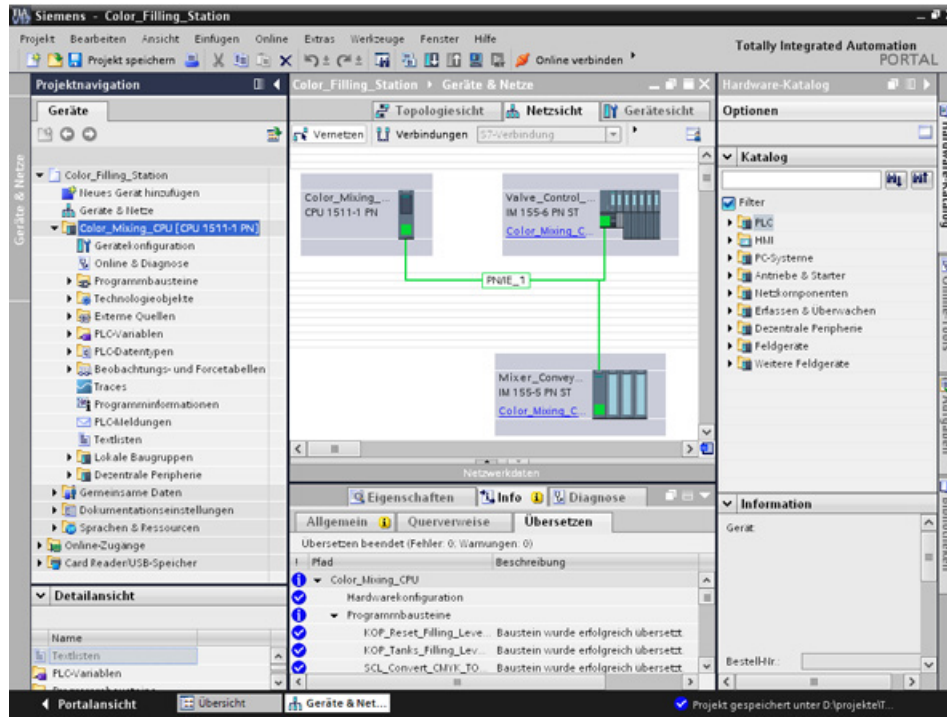 Siemens - Color_Filling_Station
Projekt Bearbeiten Ansicht Einfügen Online Extras Werkzeuge Fenster Hilfe
Projekt speichern
Online verbinden
Totally Integrated Automation
PORTAL
Projektnavigation
Geräte
Geräte & Netze
Color_Filling_Station
Neues Gerät hinzufügen
Geräte & Netze
Color_Mixing_CPU [CPU 1511-1 PN]
Gerätekonfiguration
Online & Diagnose
Programmbausteine
Technologieobjekte
Externe Quellen
PLC-Variablen
PLC-Datentypen
Beobachtungs- und Forcetabellen
Traces
Programminformationen
PLC-Meldungen
Textlisten
Lokale Baugruppen
Dezentrale Peripherie
Gemeinsame Daten
Dokumentationseinstellungen
Sprachen & Ressourcen
Online-Zugänge
Card Reader/USB-Speicher
Detailansicht
Name
Textlisten
PLC-Variablen
Color_Filling_Station Geräte & Netze
Topologiesicht Netzsicht Gerätesicht
Vernetzen Verbindungen S7-Verbindung
Color_Mixing_...
CPU 1511-1 PN
Valve_Control_...
IM 155-6 PN ST
Color_Mixing_C...
PN/IE_1
Mixer_Convey...
IM 155-5 PN ST
Color_Mixing_C...
Netzwerkdaten
Eigenschaften Info Diagnose
Allgemein Querverweise Übersetzen
Übersetzen beendet (Fehler: 0; Warnungen: 0)
! Pfad Beschreibung
Color_Mixing_CPU
Hardwarekonfiguration
Programmbausteine
KOP_Reset_Filling_Leve... Baustein wurde erfolgreich übersetzt.
KOP_Tanks_Filling_Lev... Baustein wurde erfolgreich übersetzt.
SCL_Convert_CMYK_TO... Baustein wurde erfolgreich übersetzt.
Hardware-Katalog
Optionen
Katalog
Filter
PLC
HMI
PC-Systeme
Antriebe & Starter
Netzkomponenten
Erfassen & Überwachen
Dezentrale Peripherie
Feldgeräte
Weitere Feldgeräte
Information
Gerät:
Bestell-Nr.:
Hardware-Katalog
Online-Tools
Aufgaben
Bibliotheken
Portalansicht Übersicht Geräte & Net...
Projekt gespeichert unter D:\projekte\T...